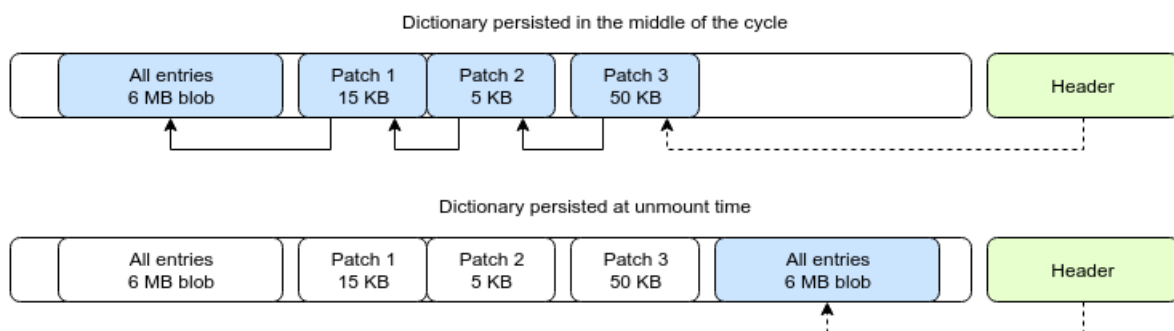 Dictionary persisted in the middle of the cycle
All entries
6 MB blob
Patch 1
15 KB
Patch 2
5 KB
Patch 3
50 KB
Header
Dictionary persisted at unmount time
All entries
6 MB blob
Patch 1
15 KB
Patch 2
5 KB
Patch 3
50 KB
All entries
6 MB blob
Header